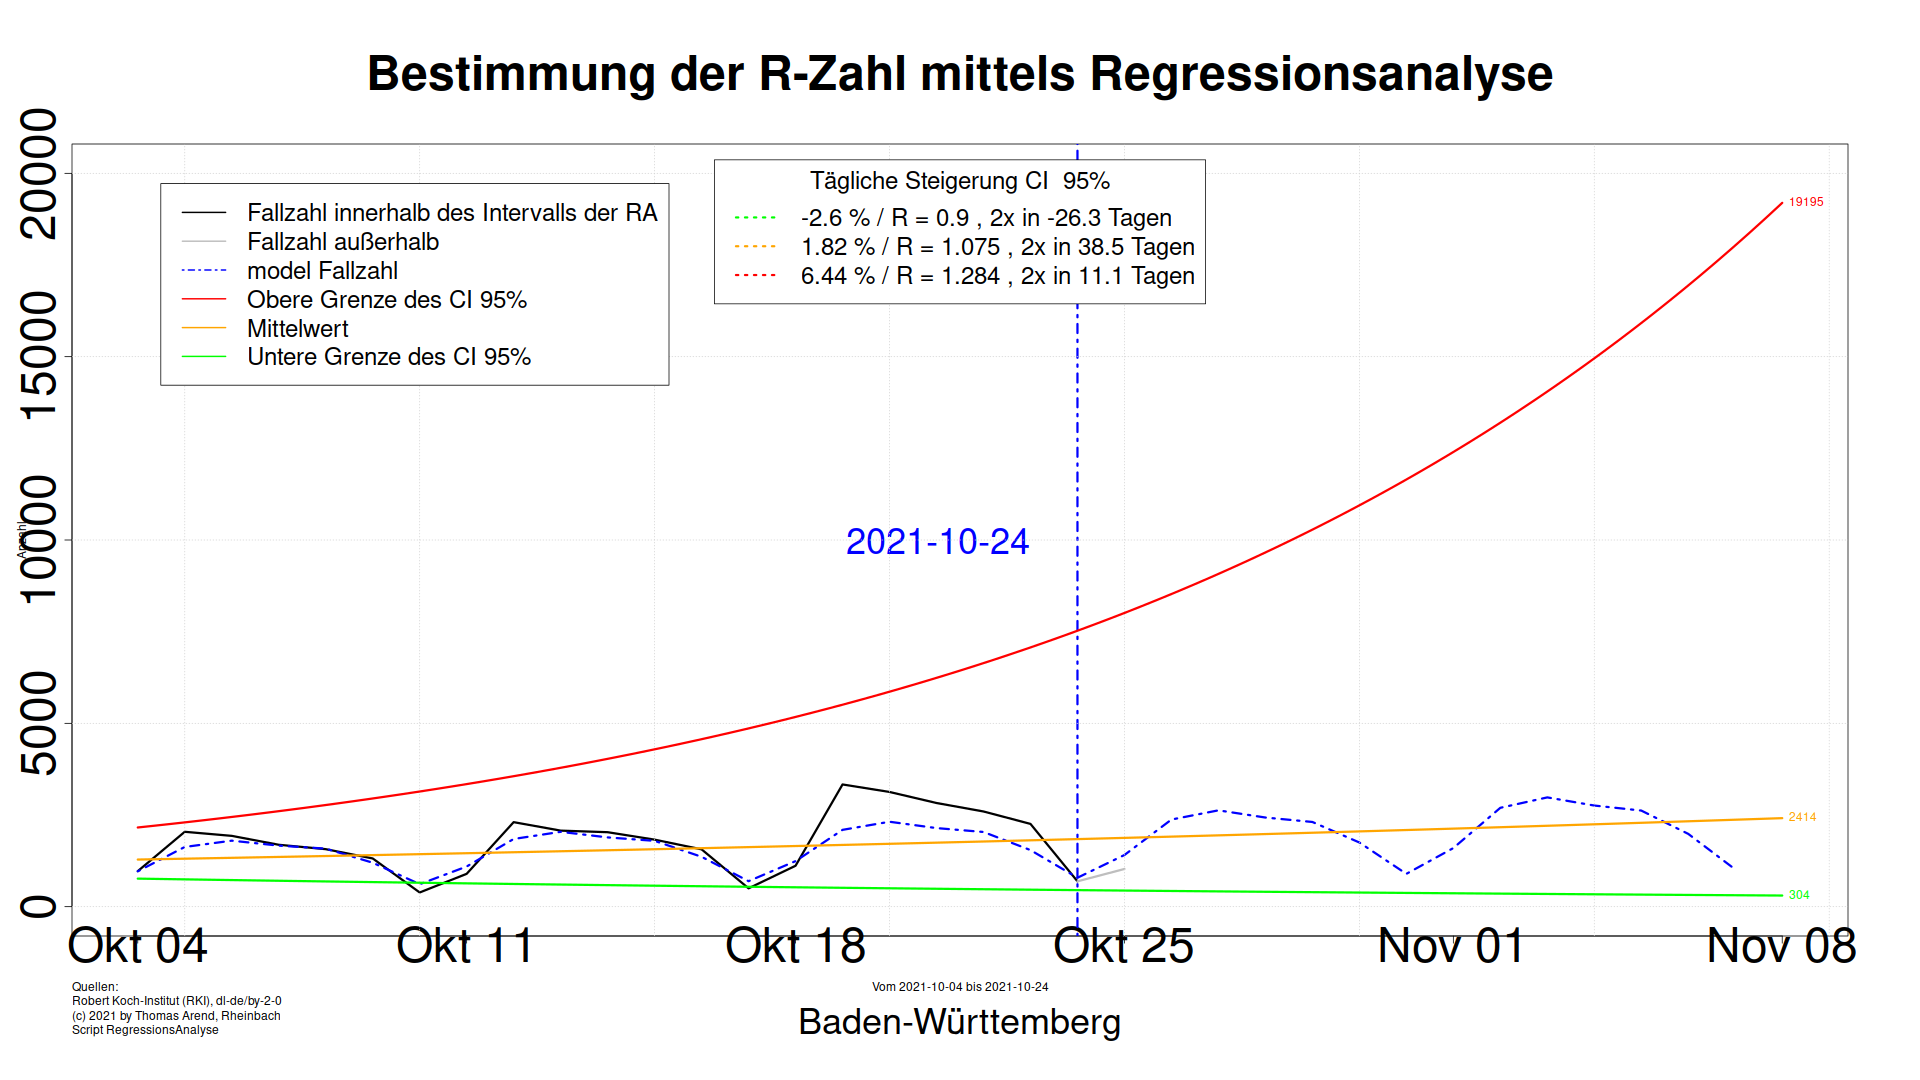 Bestimmung der R-Zahl mittels Regressionsanalyse
Tägliche Steigerung CI  95%
-2.6 % / R = 0.9 , 2x in -26.3 Tagen
1.82 % / R = 1.075 , 2x in 38.5 Tagen
6.44 % / R = 1.284 , 2x in 11.1 Tagen
Fallzahl innerhalb des Intervalls der RA
Fallzahl außerhalb
model Fallzahl
Obere Grenze des CI 95%
Mittelwert
Untere Grenze des CI 95%
20000
15000
10000
5000
0
Anzahl
2021-10-24
19195
2414
304
Okt 04
Okt 11
Okt 18
Okt 25
Nov 01
Nov 08
Quellen:
Robert Koch-Institut (RKI), dl-de/by-2-0
(c) 2021 by Thomas Arend, Rheinbach
Script RegressionsAnalyse
Vom 2021-10-04 bis 2021-10-24
Baden-Württemberg